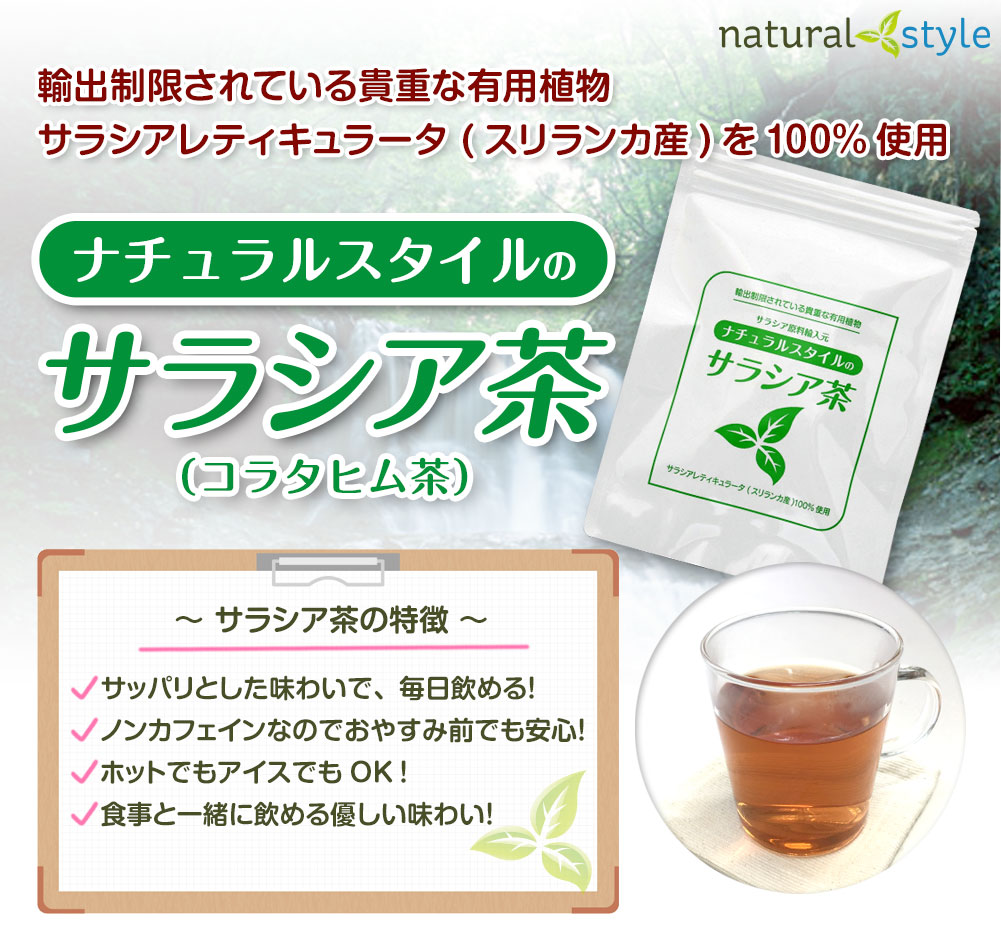 natural style
輸出制限されている貴重な有用植物
サラシアレティキュラータ ( スリランカ産 ) を 100% 使用
ナチュラルスタイルの
サラシア茶
(コラタヒム茶)
輸出制限されている貴重な有用植物
サラシア原料輸入元
ナチュラルスタイルの
サラシア茶
サラシアレティキュラータ ( スリランカ産 )100% 使用
~ サラシア茶の特徴 ~
サッパリとした味わいで、毎日飲める!
ノンカフェインなのでおやすみ前でも安心!
ホットでもアイスでも OK !
食事と一緒に飲める優しい味わい!